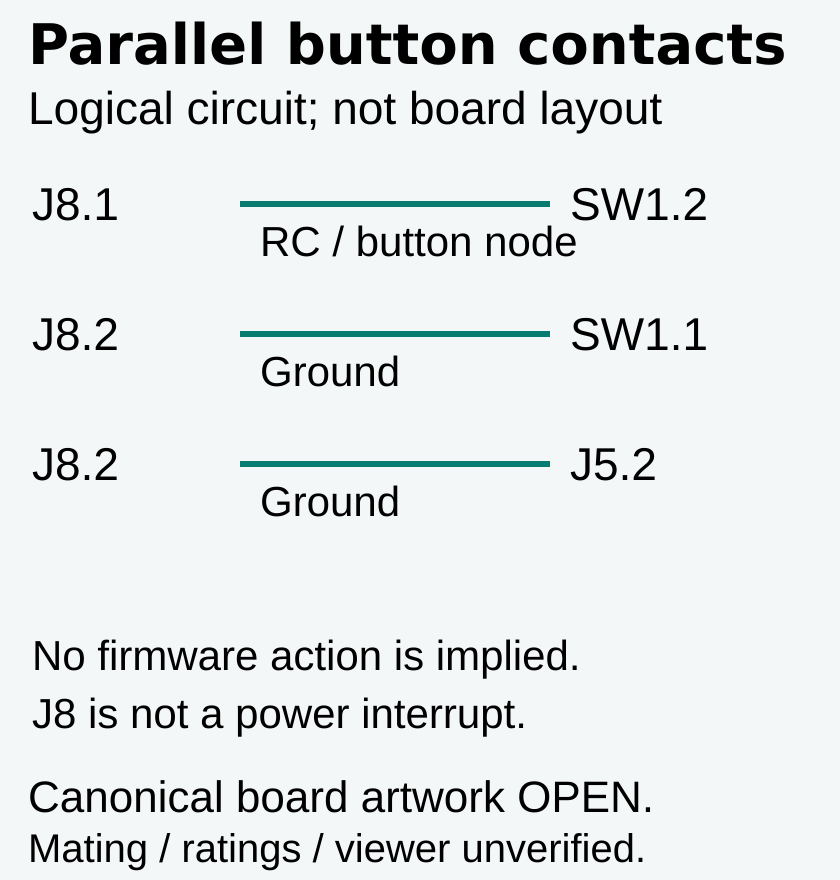 Parallel button contacts
Logical circuit; not board layout
J8.1 SW1.2
RC / button node
J8.2 SW1.1
Ground
J8.2 J5.2
Ground
No firmware action is implied.
J8 is not a power interrupt.
Canonical board artwork OPEN.
Mating / ratings / viewer unverified.